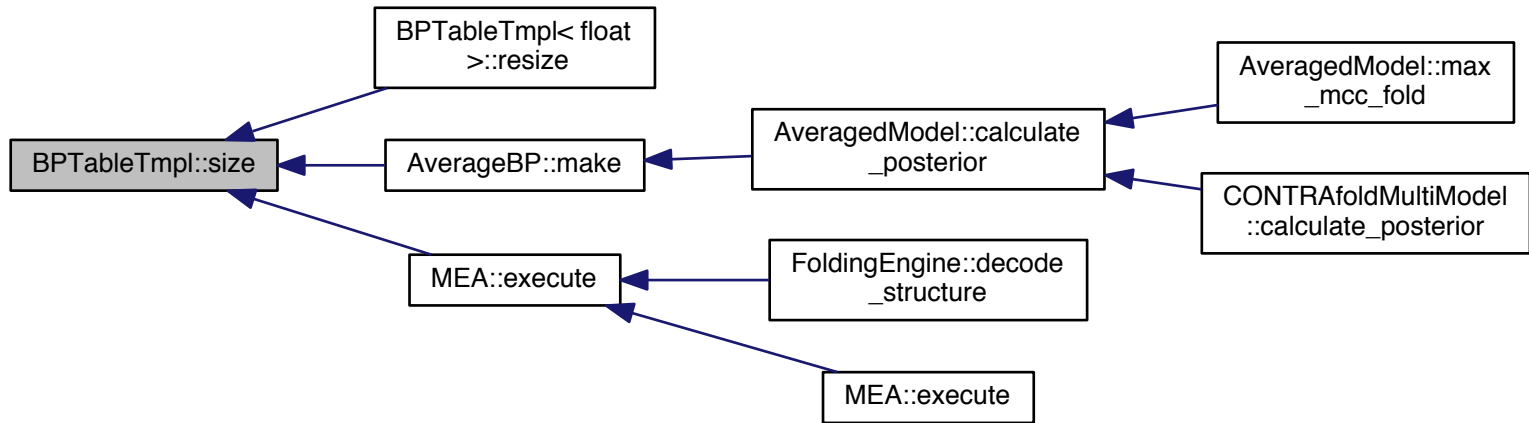 BPTableTmpl< float
>::resize
AveragedModel::max
_mcc_fold
BPTableTmpl::size
AverageBP::make
AveragedModel::calculate
_posterior
CONTRAfoldMultiModel
::calculate_posterior
MEA::execute
FoldingEngine::decode
_structure
MEA::execute